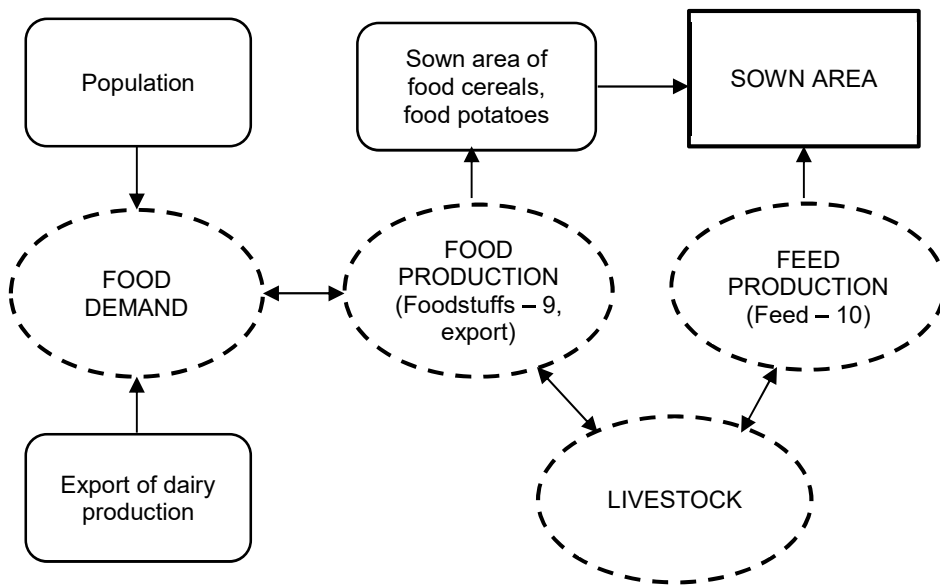 Population
Sown area of
food cereals,
food potatoes
SOWN AREA
FOOD
DEMAND
FOOD
PRODUCTION
(Foodstuffs – 9,
export)
FEED
PRODUCTION
(Feed – 10)
Export of dairy
production
LIVESTOCK